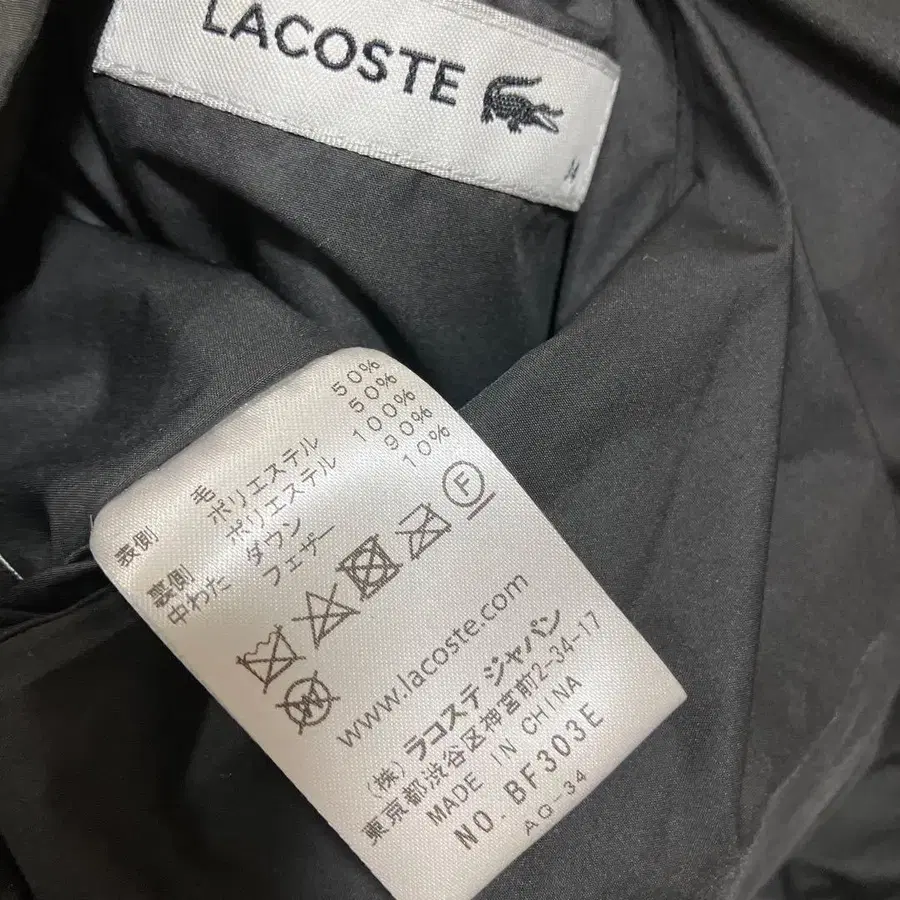 LACOSTE
表側 毛 50%
ポリエステル 50%
裏側 ポリエステル 100%
中わた ダウン 90%
フェザー 10%
F
W
www.lacoste.com
(株) ラコステ ジャパン
東京都渋谷区神宮前2-34-17
MADE IN CHINA
NO. BF303E
AG-34